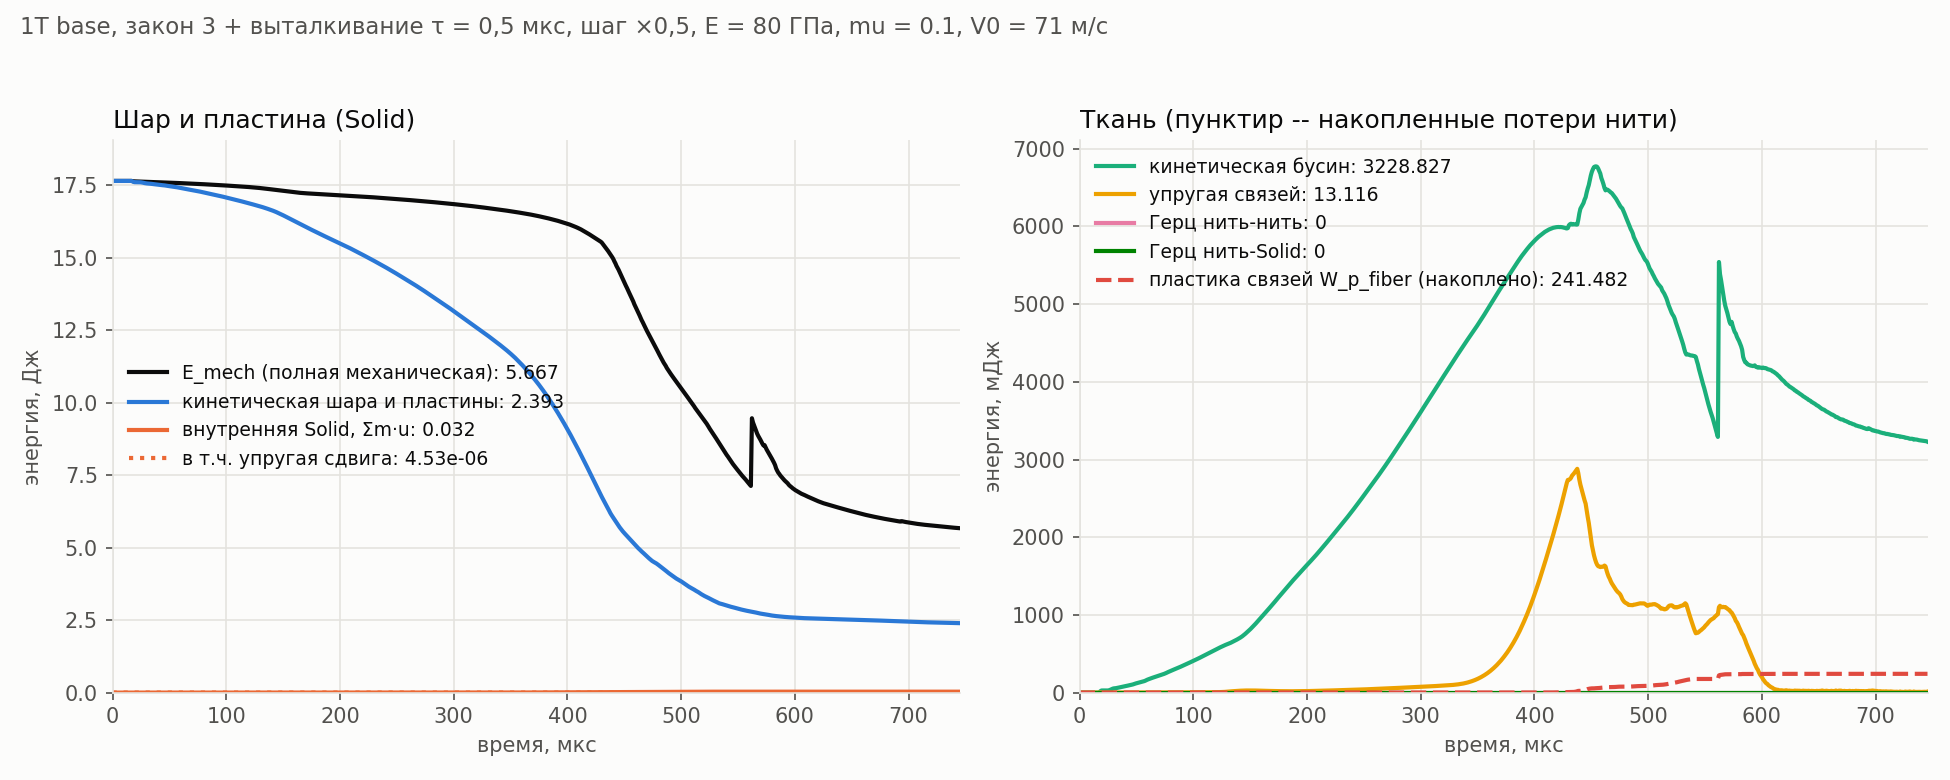 1T base, закон 3 + выталкивание τ = 0,5 мкс, шаг ×0,5, E = 80 ГПа, mu = 0.1, V0 = 71 м/с
Шар и пластина (Solid)
энергия, Дж
17.5
15.0
12.5
10.0
7.5
5.0
2.5
0.0
E_mech (полная механическая): 5.667
кинетическая шара и пластины: 2.393
внутренняя Solid, Σm·u: 0.032
в т.ч. упругая сдвига: 4.53e-06
0 100 200 300 400 500 600 700
время, мкс
Ткань (пунктир -- накопленные потери нити)
энергия, мДж
7000
6000
5000
4000
3000
2000
1000
0
кинетическая бусин: 3228.827
упругая связей: 13.116
Герц нить-нить: 0
Герц нить-Solid: 0
пластика связей W_p_fiber (накоплено): 241.482
0 100 200 300 400 500 600 700
время, мкс